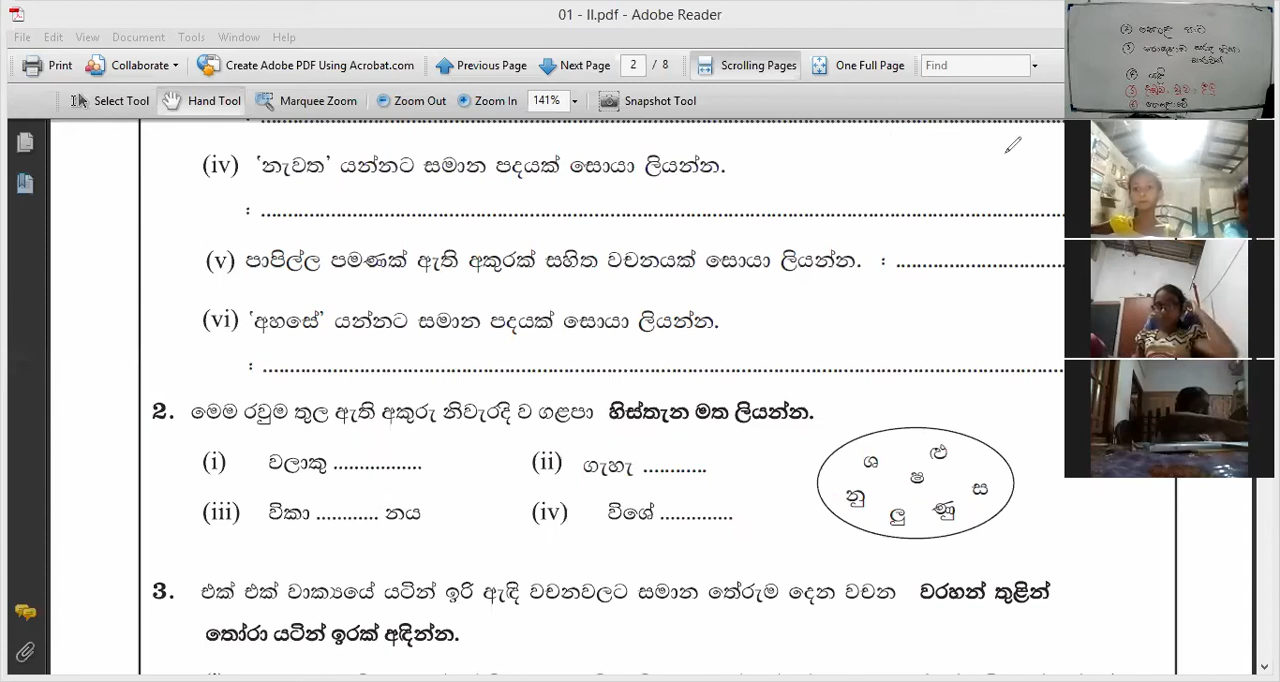 01 - II.pdf - Adobe Reader
File Edit View Document Tools Window Help
Print Collaborate Create Adobe PDF Using Acrobat.com Previous Page Next Page 2 / 8 Scrolling Pages One Full Page Find
Select Tool Hand Tool Marquee Zoom Zoom Out Zoom In 141% Snapshot Tool
(iv) 'නැවත' යන්නට සමාන පදයක් සොයා ලියන්න.
: ................................................
(v) පාපිල්ල පමණක් ඇති අකුරක් සහිත වචනයක් සොයා ලියන්න. : ........................
(vi) 'අහසේ' යන්නට සමාන පදයක් සොයා ලියන්න.
: ................................................
2. මෙම රවුම තුල ඇති අකුරු නිවැරදි ව ගළපා හිස්තැන මත ලියන්න.
(i) වලාකු ................. (ii) ගැහැ ............
(iii) විකා ............ නය (iv) විශේ ..............
ශ ළු
ෂ
නු ස
ලු ණු
3. එක් එක් වාක්‍යයේ යටින් ඉරි ඇඳි වචනවලට සමාන තේරුම දෙන වචන වරහන් තුළින්
තෝරා යටින් ඉරක් අඳින්න.